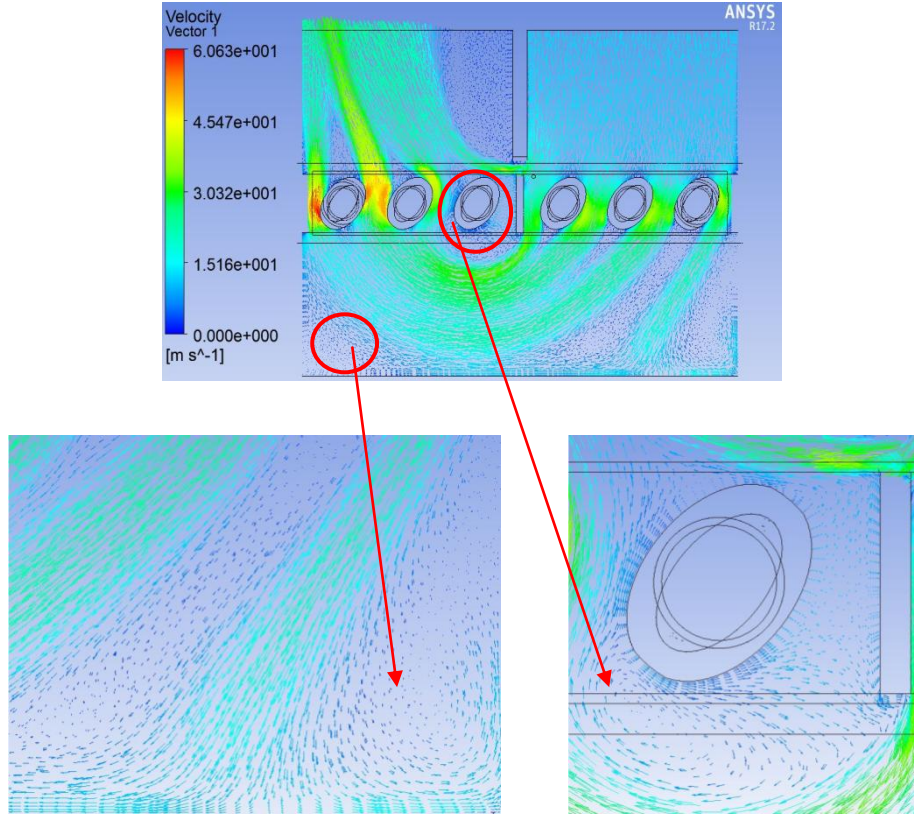 Velocity
Vector 1
ANSYS
R17.2
6.063e+001
4.547e+001
3.032e+001
1.516e+001
0.000e+000
[m s^-1]